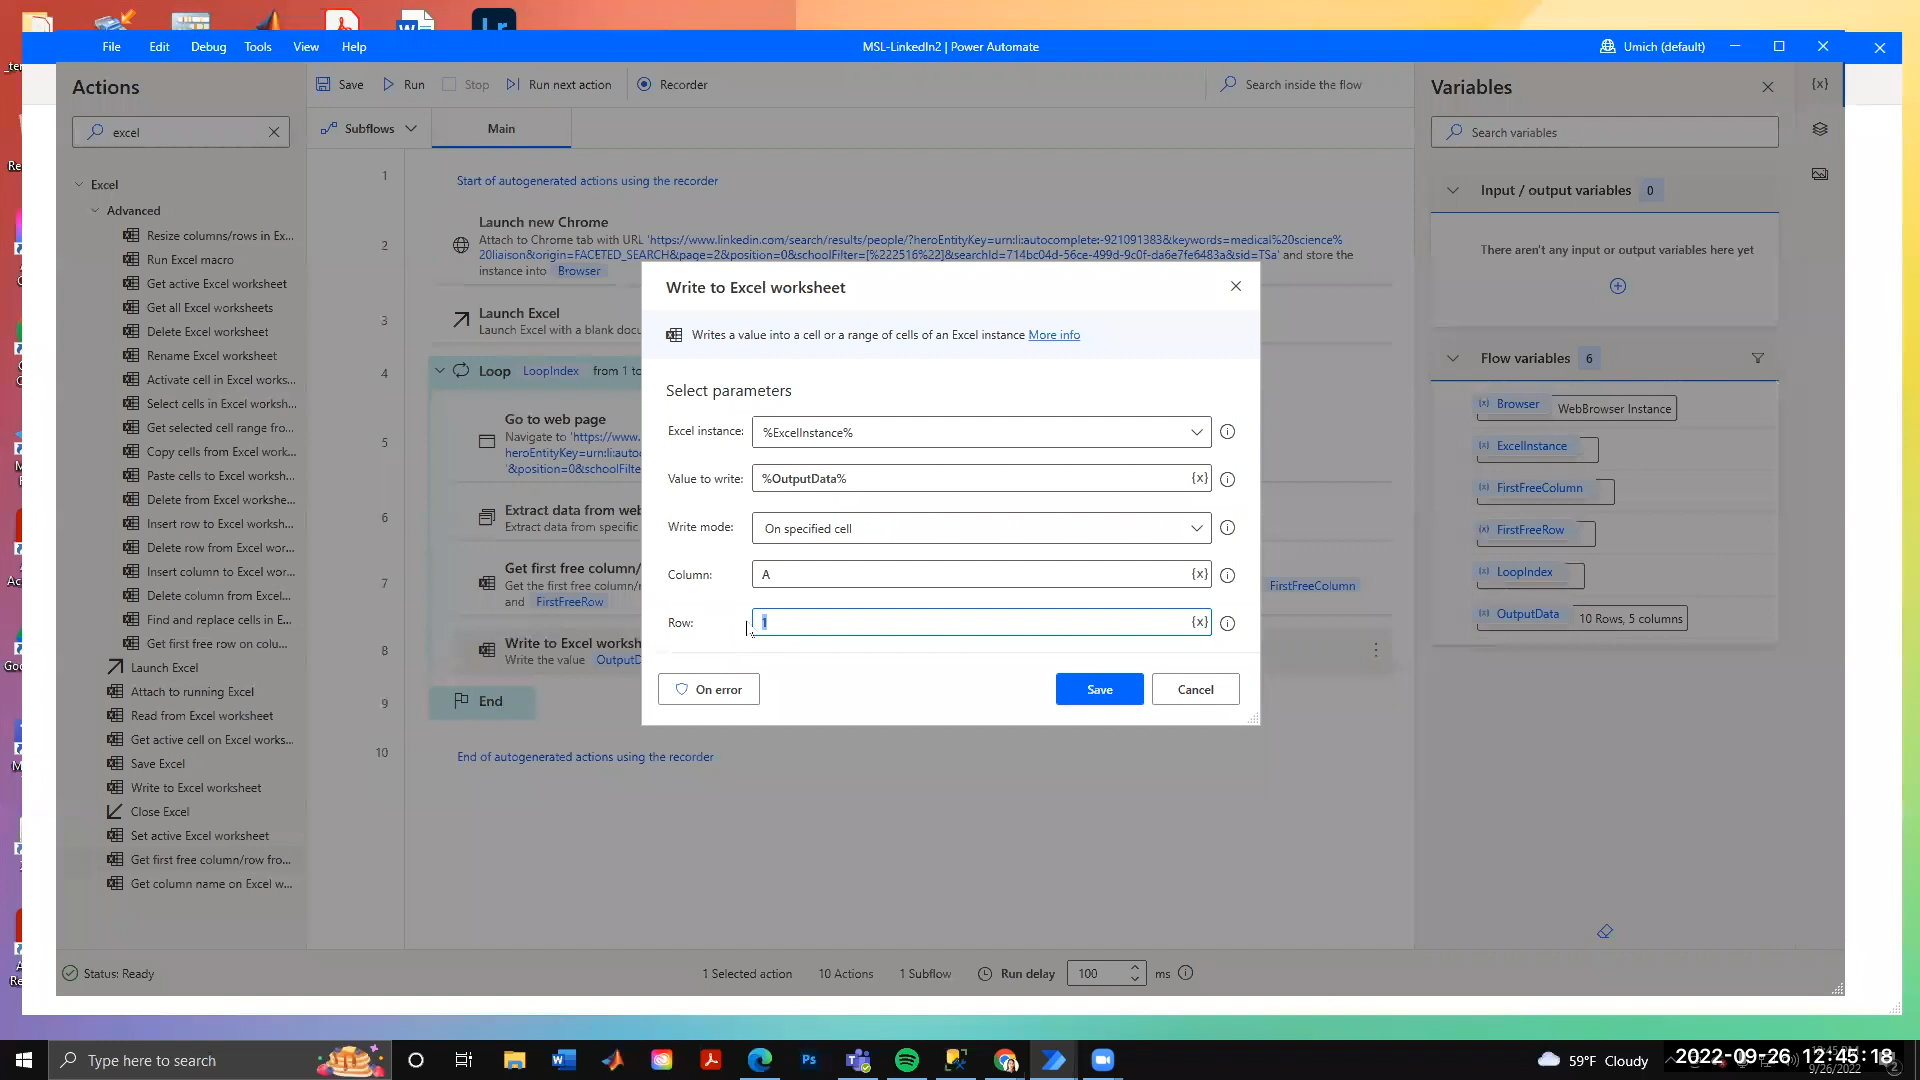 File Edit Debug Tools View Help
MSL-LinkedIn2 | Power Automate
Umich (default)
Actions
Save Run Stop Run next action Recorder
Search inside the flow
Variables
{x}
excel
Subflows Main
Search variables
Excel
Advanced
Resize columns/rows in Ex...
Run Excel macro
Get active Excel worksheet
Get all Excel worksheets
Delete Excel worksheet
Rename Excel worksheet
Activate cell in Excel works...
Select cells in Excel worksh...
Get selected cell range fro...
Copy cells from Excel work...
Paste cells to Excel worksh...
Delete from Excel workshe...
Insert row to Excel worksh...
Delete row from Excel wor...
Insert column to Excel wor...
Delete column from Excel...
Find and replace cells in E...
Get first free row on colu...
Launch Excel
Attach to running Excel
Read from Excel worksheet
Get active cell on Excel works...
Save Excel
Write to Excel worksheet
Close Excel
Set active Excel worksheet
Get first free column/row fro...
Get column name on Excel w...
1
Start of autogenerated actions using the recorder
2
Launch new Chrome
Attach to Chrome tab with URL 'https://www.linkedin.com/search/results/people/?heroEntityKey=urn:li:autocomplete:-921091383&keywords=medical%20science%
20liaison&origin=FACETED_SEARCH&page=2&position=0&schoolFilter=[%222516%22]&searchId=714bc04d-56ce-499d-9c0f-da6e7fe6483a&sid=TSa' and store the
instance into Browser
3
Launch Excel
Launch Excel with a blank docu
4
Loop LoopIndex from 1 to
5
Go to web page
Navigate to 'https://www.
heroEntityKey=urn:li:auto
'&position=0&schoolFilte
6
Extract data from web
Extract data from specific
7
Get first free column/
Get the first free column/r FirstFreeColumn
and FirstFreeRow
8
Write to Excel worksh
Write the value OutputD
9
End
10
End of autogenerated actions using the recorder
Write to Excel worksheet
Writes a value into a cell or a range of cells of an Excel instance More info
Select parameters
Excel instance: %ExcelInstance%
Value to write: %OutputData% {x}
Write mode: On specified cell
Column: A {x}
Row: 1 {x}
On error Save Cancel
Input / output variables 0
There aren't any input or output variables here yet
Flow variables 6
{x} Browser WebBrowser Instance
{x} ExcelInstance
{x} FirstFreeColumn
{x} FirstFreeRow
{x} LoopIndex
{x} OutputData 10 Rows, 5 columns
Status: Ready
1 Selected action 10 Actions 1 Subflow Run delay 100 ms
Type here to search
59°F Cloudy
2022-09-26 12:45:18
9/26/2022